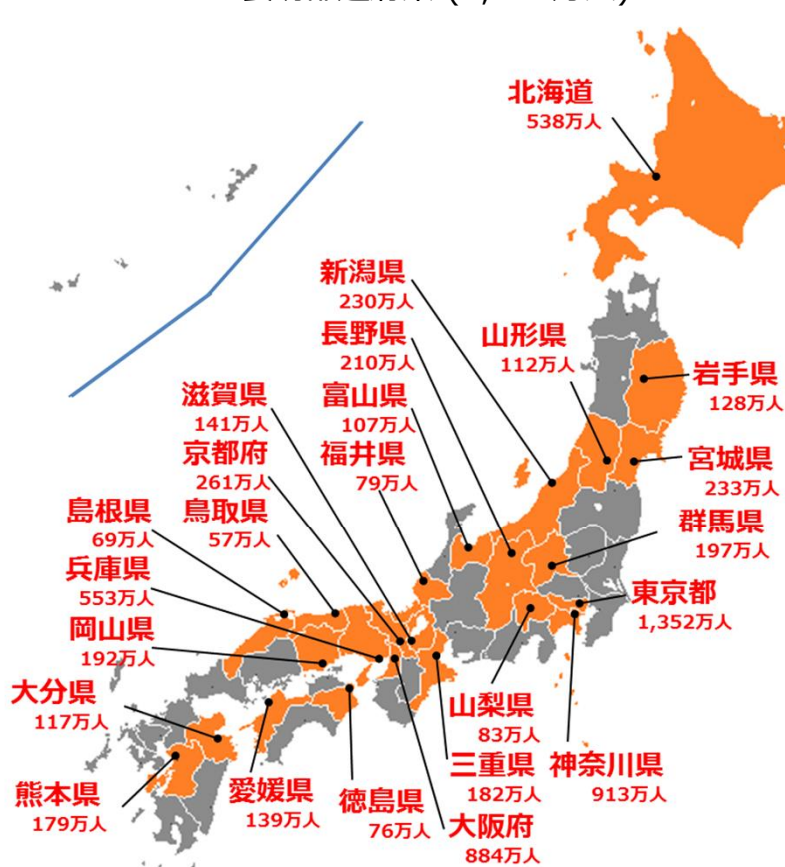 北海道
538万人
新潟県
230万人
長野県
210万人
山形県
112万人
岩手県
128万人
滋賀県
141万人
富山県
107万人
京都府
261万人
福井県
79万人
宮城県
233万人
島根県
69万人
鳥取県
57万人
群馬県
197万人
兵庫県
553万人
東京都
1,352万人
岡山県
192万人
大分県
117万人
山梨県
83万人
三重県
182万人
神奈川県
913万人
熊本県
179万人
愛媛県
139万人
徳島県
76万人
大阪府
884万人